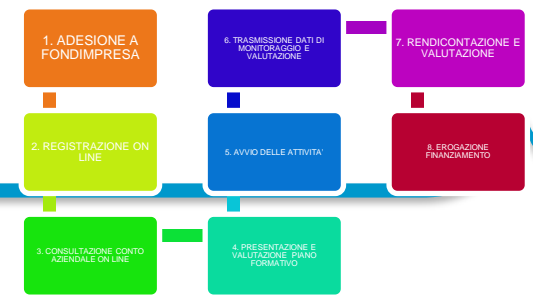 1. ADESIONE A
FONDIMPRESA
2. REGISTRAZIONE ON
LINE
3. CONSULTAZIONE CONTO
AZIENDALE ON LINE
4. PRESENTAZIONE E
VALUTAZIONE PIANO
FORMATIVO
5. AVVIO DELLE ATTIVITA'
6. TRASMISSIONE DATI DI
MONITORAGGIO E
VALUTAZIONE
7. RENDICONTAZIONE E
VALUTAZIONE
8. EROGAZIONE
FINANZIAMENTO